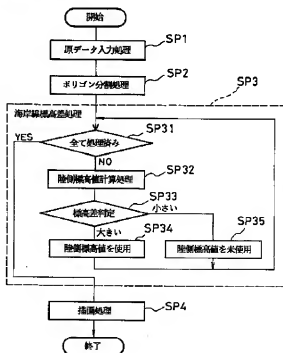 開始
原データ入力処理
SP1
ポリゴン分割処理
SP2
SP3
海岸線標高差処理
SP31
YES
全て処理済み
NO
SP32
陸側標高値計算処理
SP33
標高差判定
小さい
大きい
SP34
SP35
陸側標高値を使用
陸側標高値を未使用
描画処理
SP4
終了